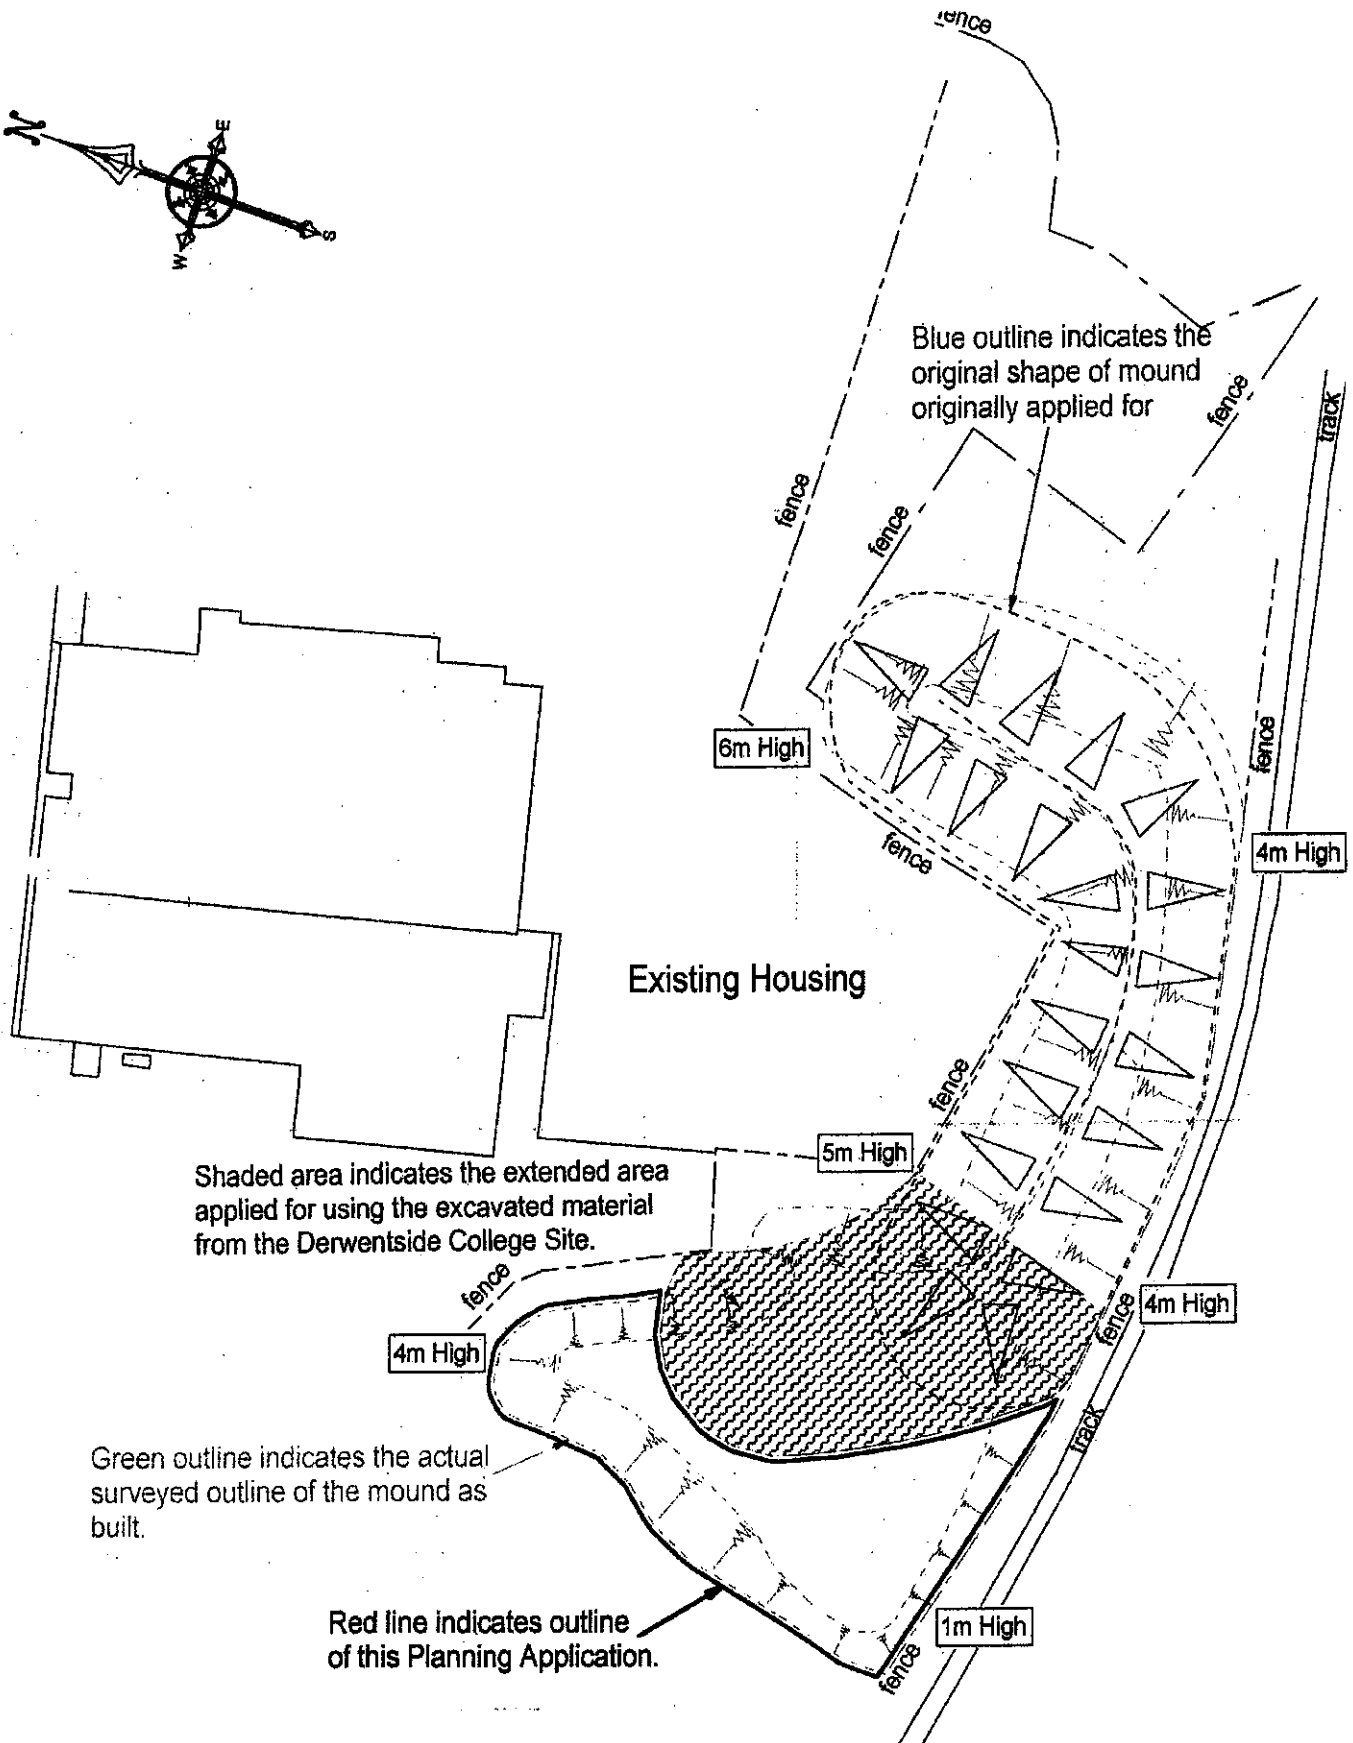 fence
N
E
W
S
Blue outline indicates the
original shape of mound
originally applied for
fence
track
fence
fence
6m High
fence
fence
4m High
Existing Housing
fence
5m High
Shaded area indicates the extended area
applied for using the excavated material
from the Derwentside College Site.
fence
4m High
fence
4m High
track
Green outline indicates the actual
surveyed outline of the mound as
built.
Red line indicates outline
of this Planning Application.
1m High
fence